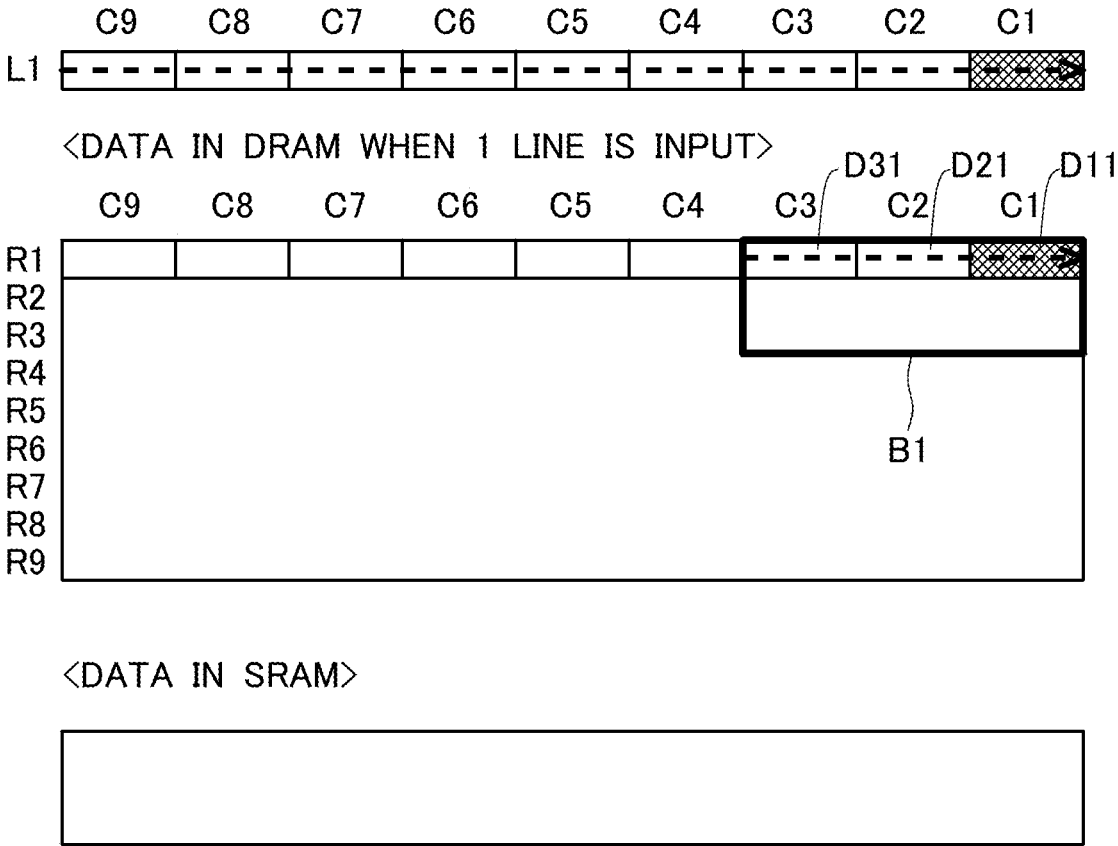 C9 C8 C7 C6 C5 C4 C3 C2 C1
L1
<DATA IN DRAM WHEN 1 LINE IS INPUT>
D31 D21 D11
C9 C8 C7 C6 C5 C4 C3 C2 C1
R1
R2
R3
R4
R5
R6
B1
R7
R8
R9
<DATA IN SRAM>